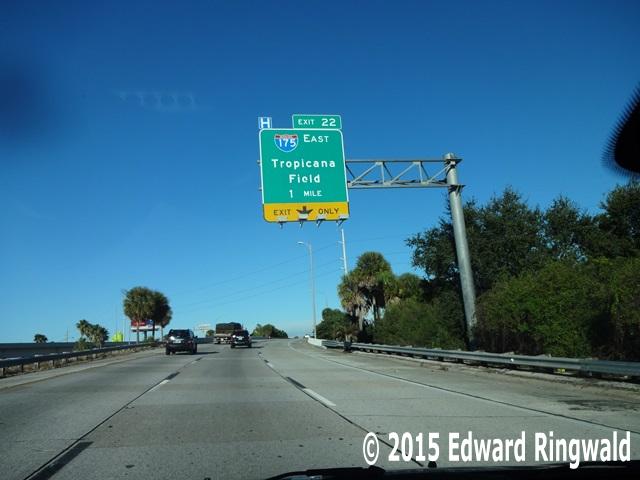 H
EXIT 22
175 EAST
Tropicana
Field
1 MILE
EXIT ONLY
© 2015 Edward Ringwald